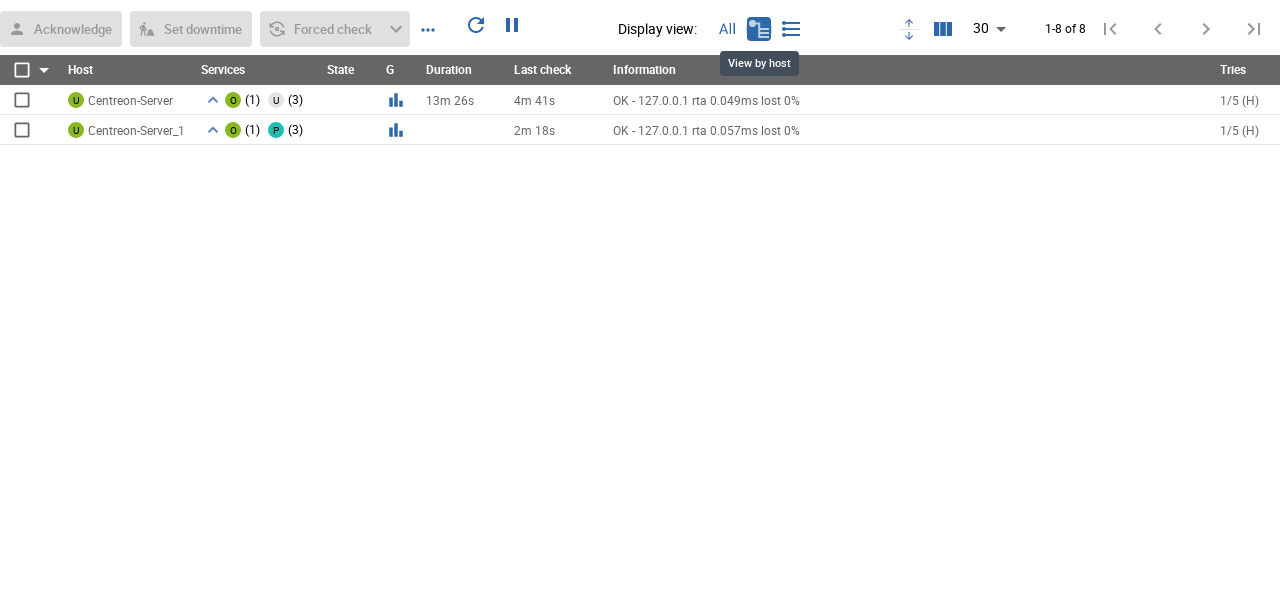 Acknowledge Set downtime Forced check Display view: All 30 1-8 of 8
View by host
Host Services State G Duration Last check Information Tries
U Centreon-Server O (1) U (3) 13m 26s 4m 41s OK - 127.0.0.1 rta 0.049ms lost 0% 1/5 (H)
U Centreon-Server_1 O (1) P (3) 2m 18s OK - 127.0.0.1 rta 0.057ms lost 0% 1/5 (H)